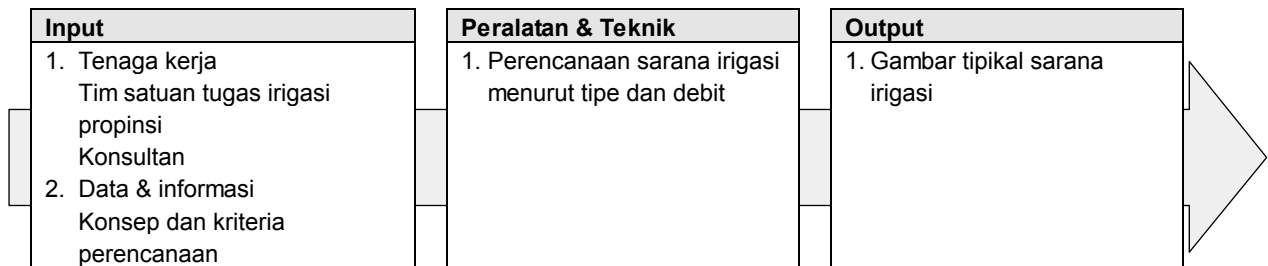 Input
1. Tenaga kerja
Tim satuan tugas irigasi
propinsi
Konsultan
2. Data & informasi
Konsep dan kriteria
perencanaan
Peralatan & Teknik
1. Perencanaan sarana irigasi
menurut tipe dan debit
Output
1. Gambar tipikal sarana
irigasi